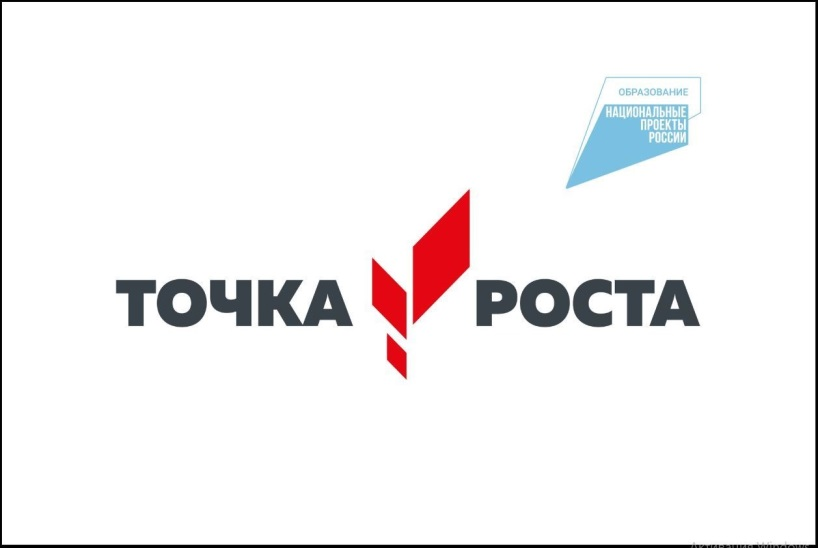 ОБРАЗОВАНИЕ
НАЦИОНАЛЬНЫЕ
ПРОЕКТЫ
РОССИИ
ТОЧКА РОСТА